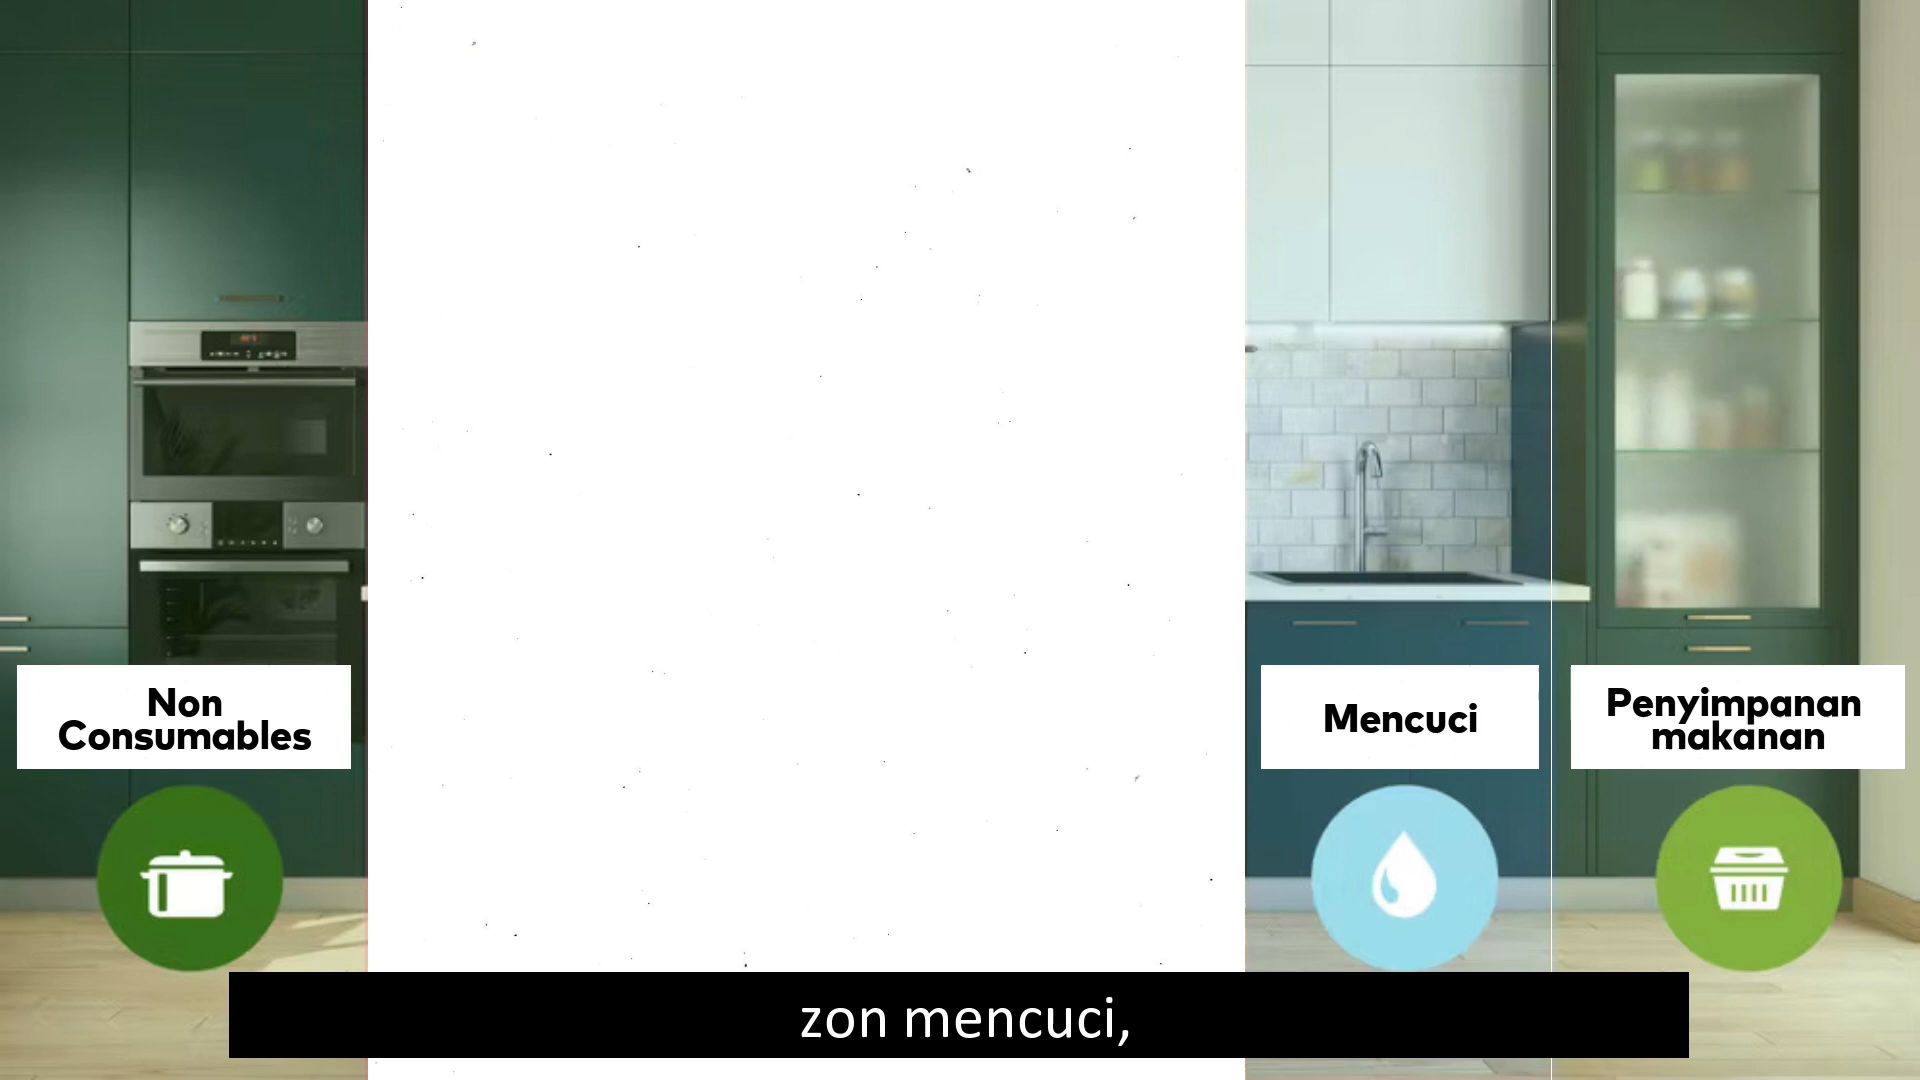 Non
Consumables
Mencuci
Penyimpanan
makanan
zon mencuci,